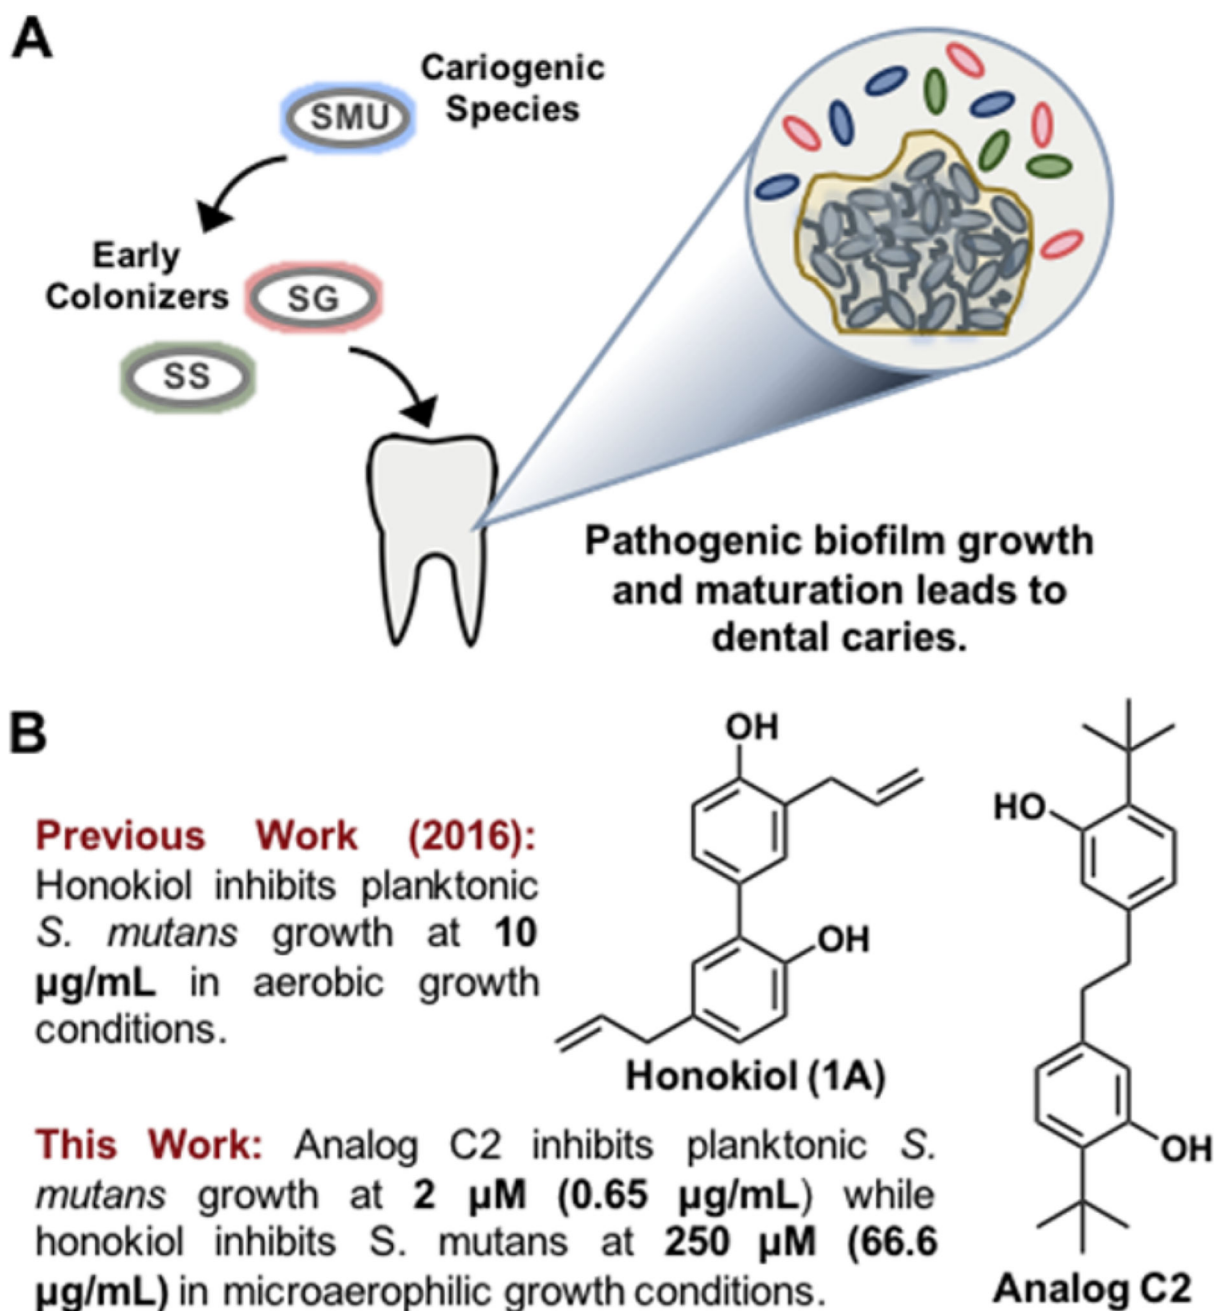 A
SMU
Cariogenic
Species
Early
Colonizers
SG
SS
Pathogenic biofilm growth
and maturation leads to
dental caries.
B
Previous Work (2016):
Honokiol inhibits planktonic
S. mutans growth at 10
µg/mL in aerobic growth
conditions.
OH
OH
Honokiol (1A)
HO
OH
Analog C2
This Work: Analog C2 inhibits planktonic S.
mutans growth at 2 µM (0.65 µg/mL) while
honokiol inhibits S. mutans at 250 µM (66.6
µg/mL) in microaerophilic growth conditions.